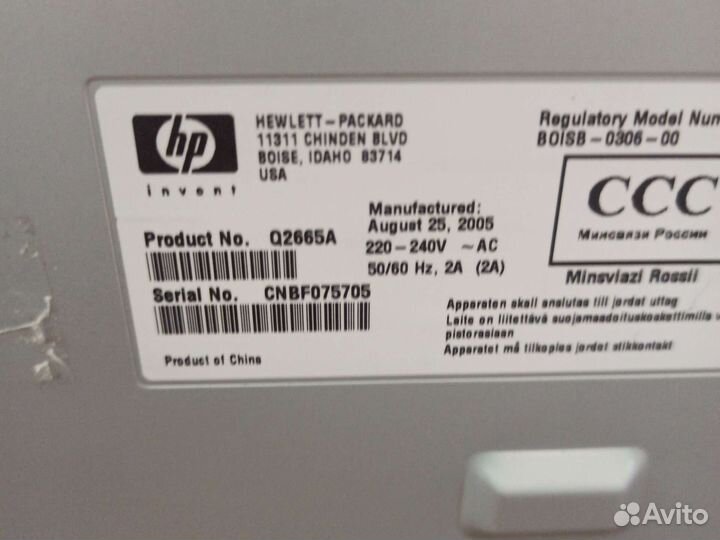 hp
invent
HEWLETT-PACKARD
11311 CHINDEN BLVD
BOISE, IDAHO 83714
USA
Regulatory Model Num
BOISB-0306-00
Product No. Q2665A
Serial No. CNBF075705
Product of China
Manufactured:
August 25, 2005
220-240V ~AC
50/60 Hz, 2A (2A)
CCC
Минсвязи России
Minsviazi Rossii
Apparaten skall anslutas till jordat uttag
Laite on liitettävä suojamaadoituskoskettimilla v
pistorasiaan
Apparatet må tilkoples jordet stikkontakt
Avito